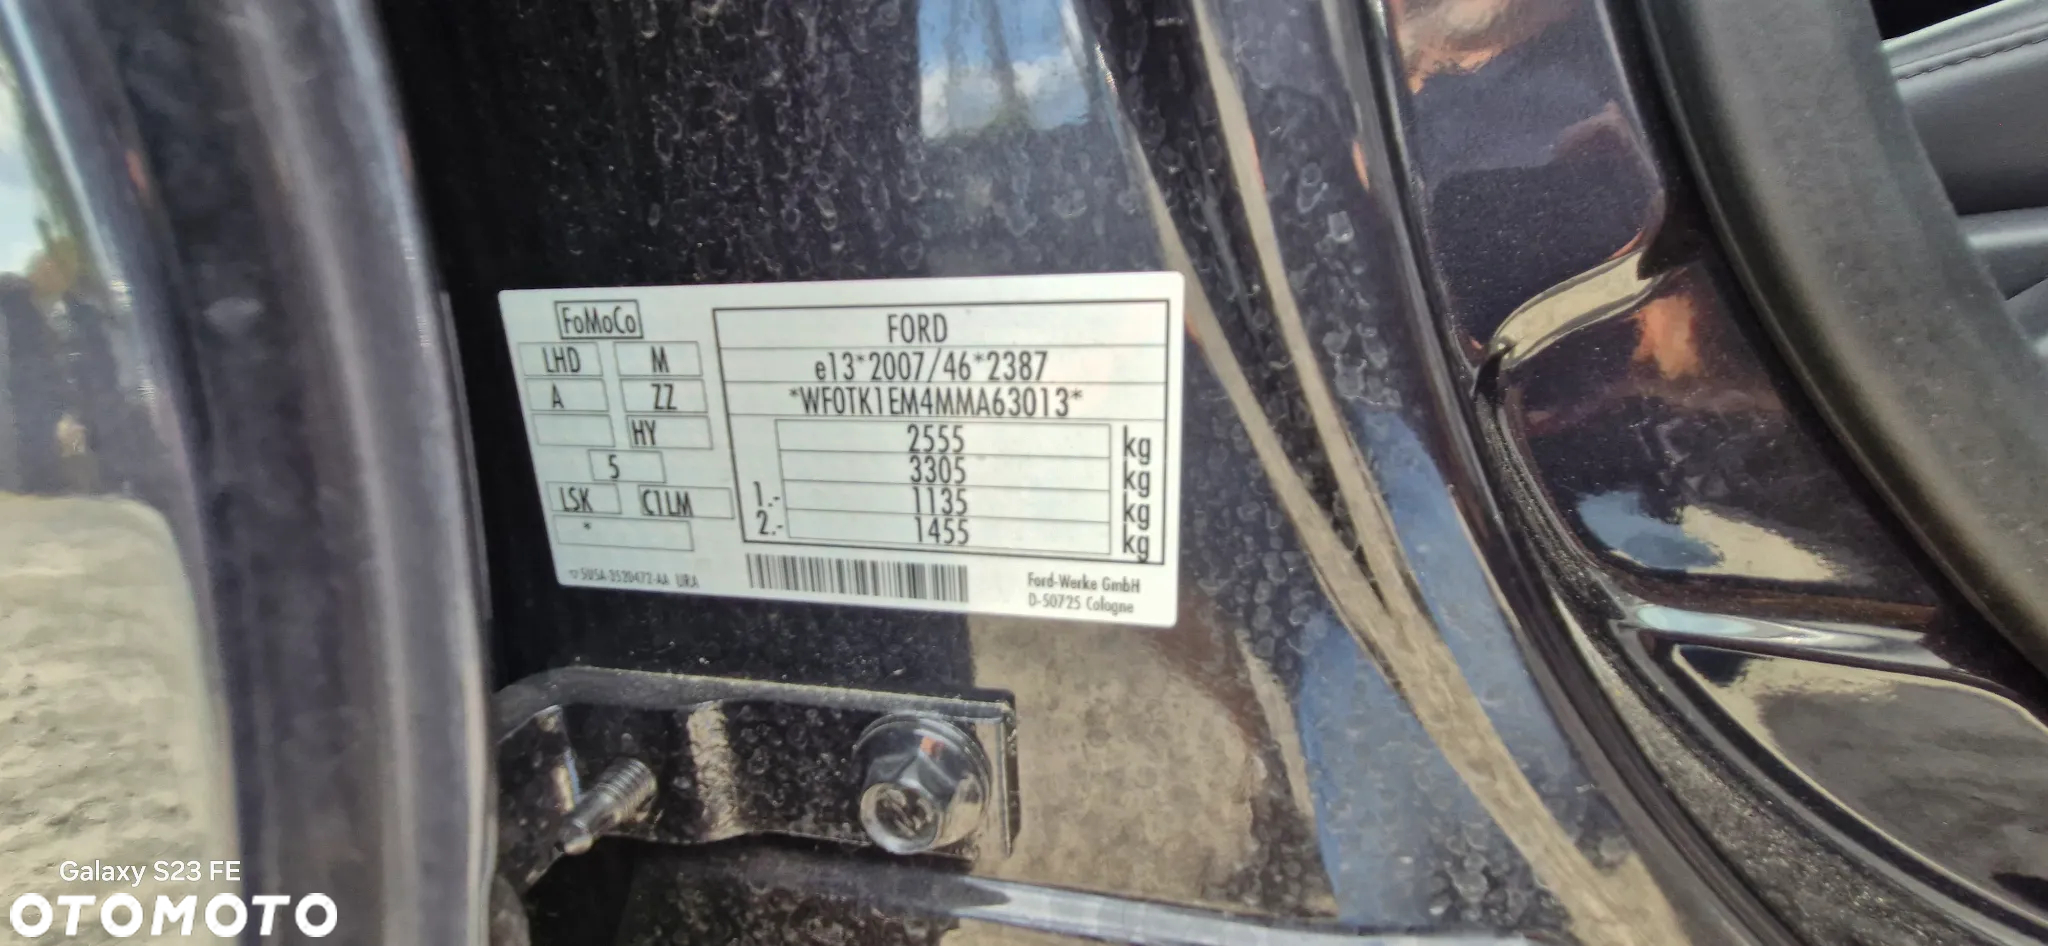 FoMoCo
LHD M
A ZZ
HY
5
LSK C1LM
*
FORD
e13*2007/46*2387
*WF0TK1EM4MMA63013*
2555 kg
3305 kg
1.- 1135 kg
2.- 1455 kg
Ford-Werke GmbH
D-50725 Cologne
Galaxy S23 FE
OTOMOTO